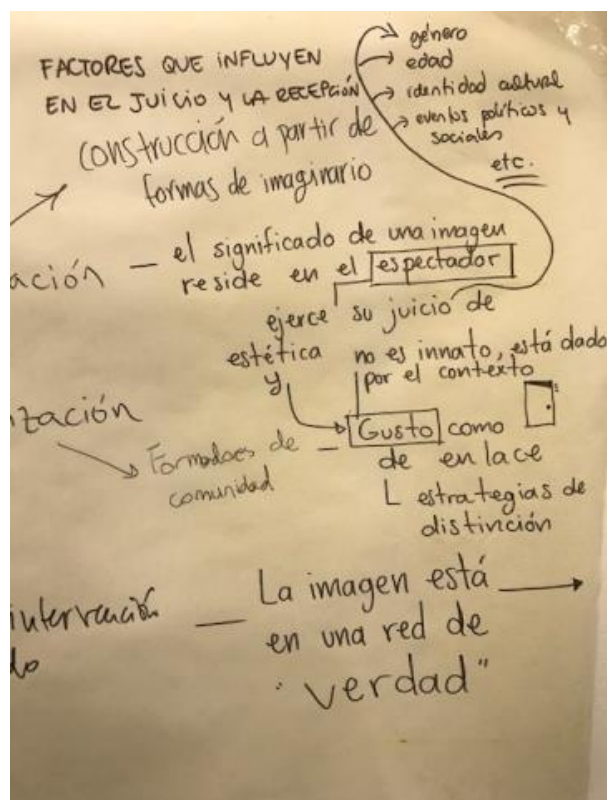 FACTORES QUE INFLUYEN
EN EL JUICIO Y LA RECEPCIÓN
género
edad
identidad cultural
eventos políticos y
sociales
etc.
construcción a partir de
formas de imaginario
ación — el significado de una imagen
reside en el espectador
ejerce su juicio de
estética no es innato, está dado
y por el contexto
ización
Formadoes de — Gusto como
comunidad de enlace
estrategias de
distinción
intervención — La imagen está
do en una red de
"verdad"